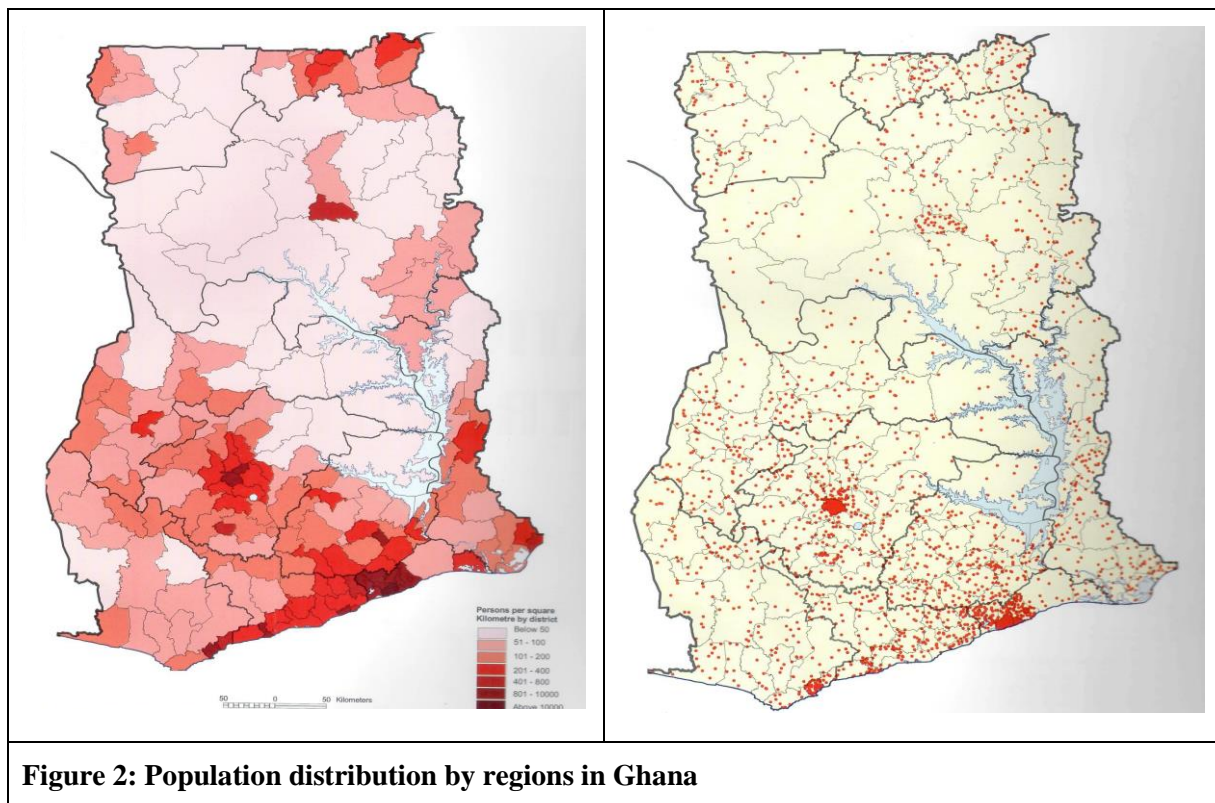 Persons per square
Kilometre by district
Below 50
51 - 100
101 - 200
201 - 400
401 - 800
801 - 10000
Above 10000
50 0 50 Kilometers
Figure 2: Population distribution by regions in Ghana